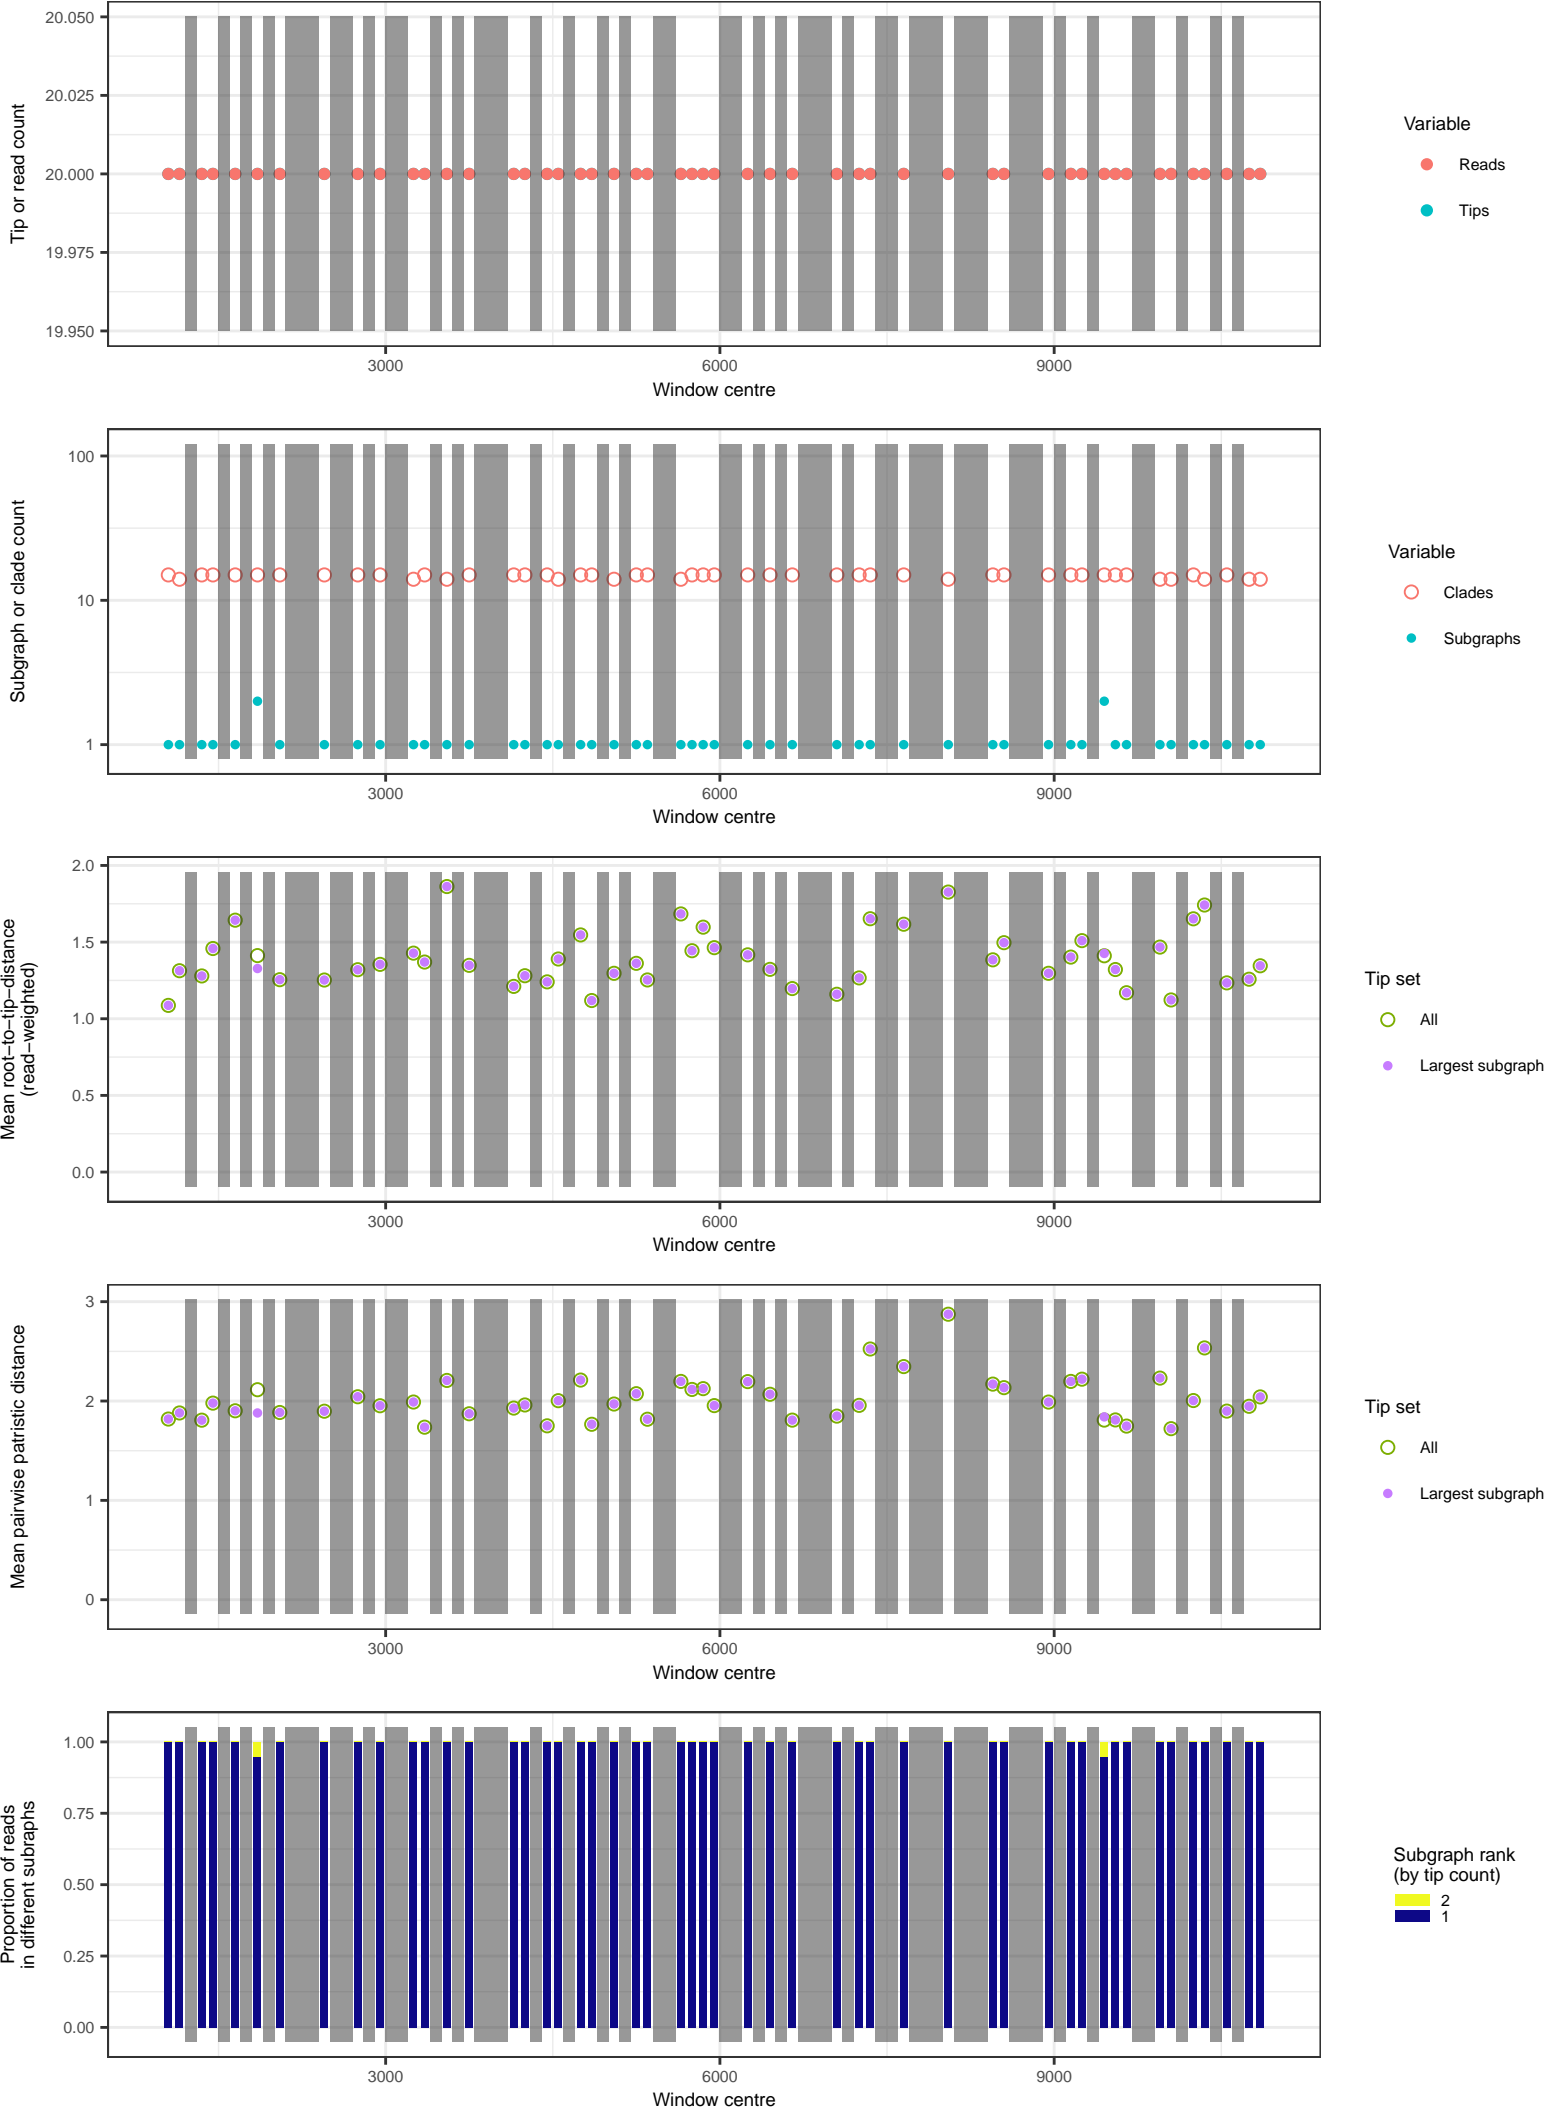 20.050
20.025
20.000
19.975
19.950
Tip or read count
3000
6000
9000
Window centre
Variable
Reads
Tips
100
10
1
Subgraph or clade count
3000
6000
9000
Window centre
Variable
Clades
Subgraphs
2.0
1.5
1.0
0.5
0.0
Mean root−to−tip−distance
(read−weighted)
3000
6000
9000
Window centre
Tip set
All
Largest subgraph
3
2
1
0
Mean pairwise patristic distance
3000
6000
9000
Window centre
Tip set
All
Largest subgraph
1.00
0.75
0.50
0.25
0.00
Proportion of reads
in different subraphs
3000
6000
9000
Window centre
Subgraph rank
(by tip count)
2
1